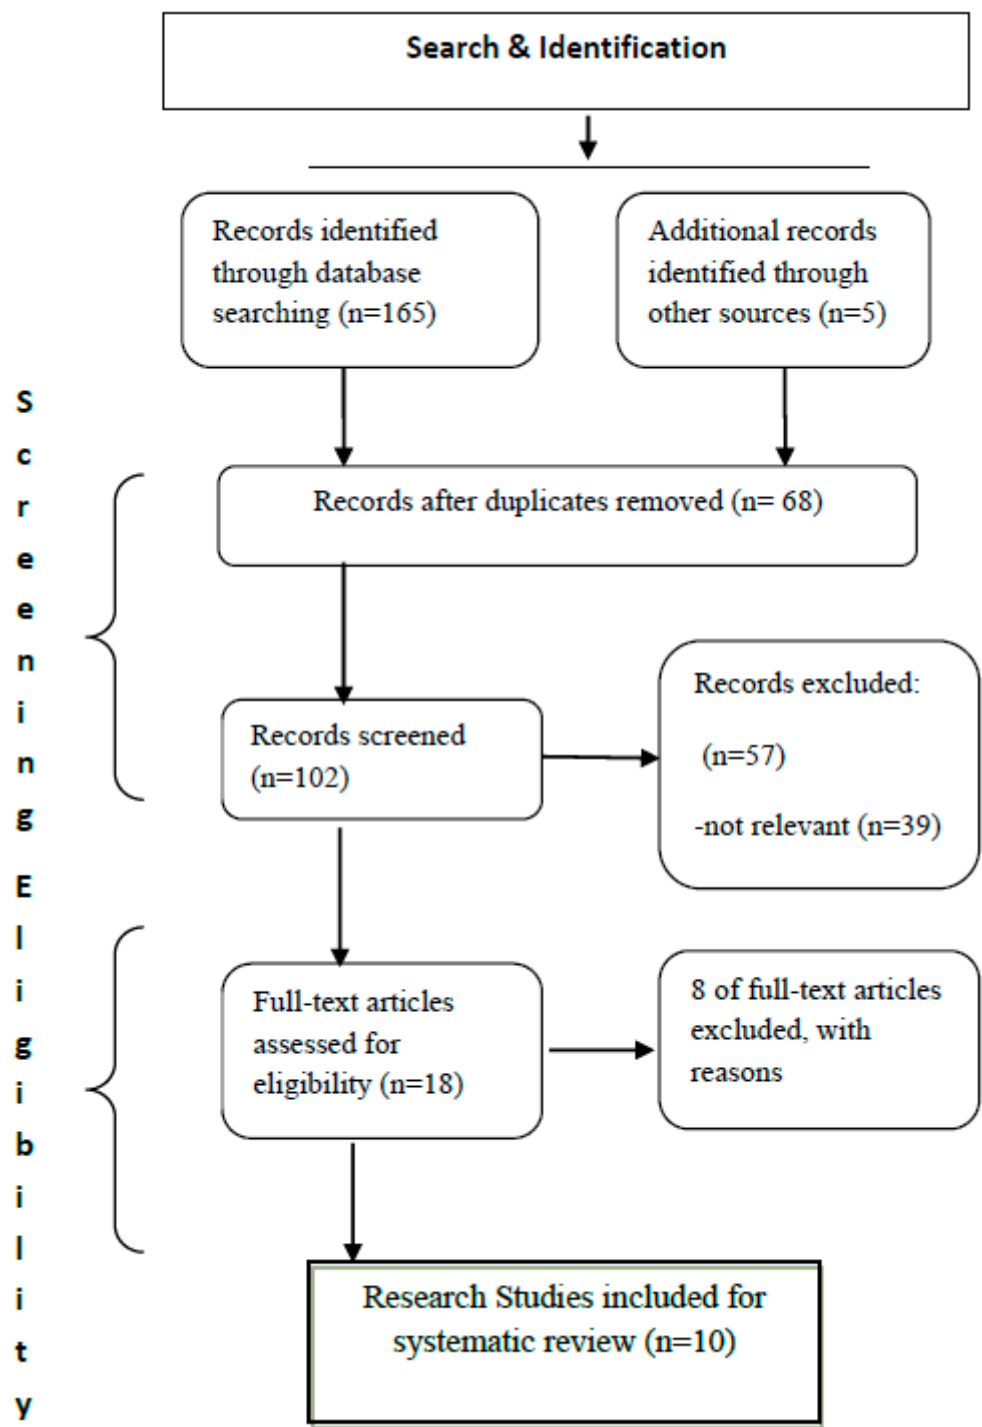 Search & Identification
Records identified
through database
searching (n=165)
Additional records
identified through
other sources (n=5)
Records after duplicates removed (n= 68)
Records screened
(n=102)
Records excluded:
(n=57)
-not relevant (n=39)
Full-text articles
assessed for
eligibility (n=18)
8 of full-text articles
excluded, with
reasons
Research Studies included for
systematic review (n=10)
S
c
r
e
e
n
i
n
g
E
l
i
g
i
b
i
l
i
t
y